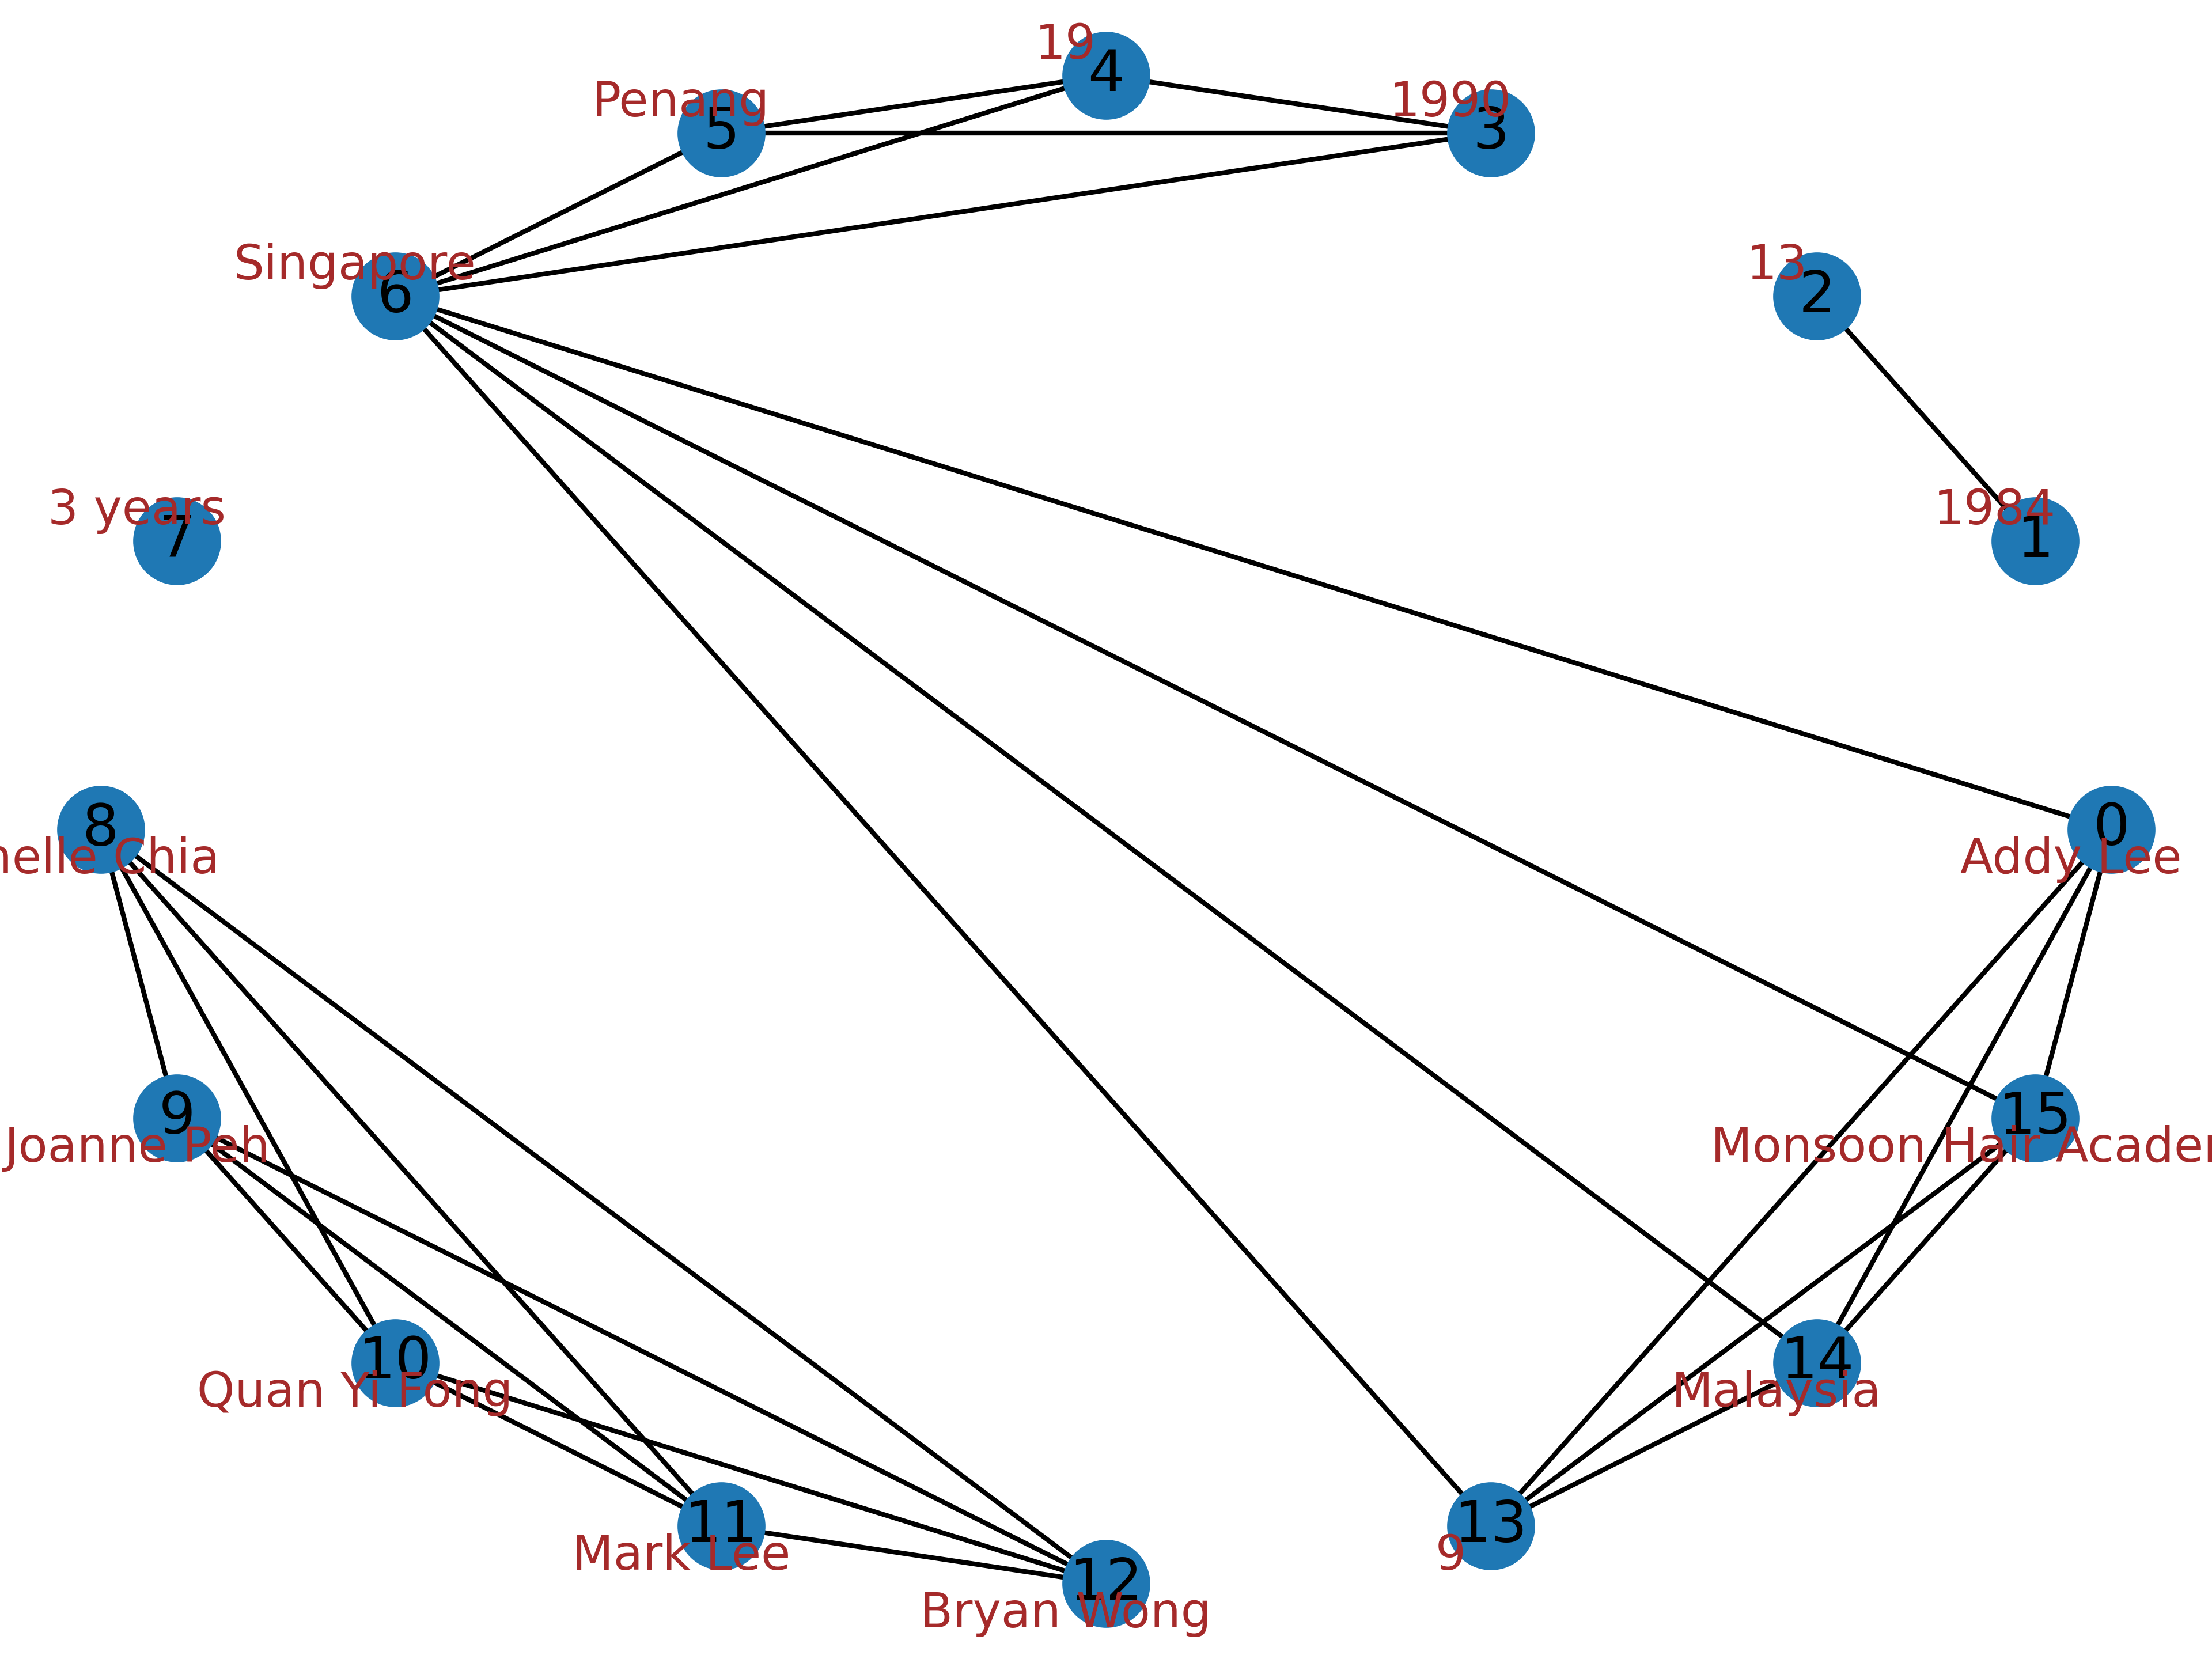 19
4
Penang
5
1990
3
Singapore
6
13
2
3 years
7
1984
1
8
Chia
0
Addy Lee
9
Joanne Peh
15
Monsoon Hair
10
Quan Yi Fong
14
Malaysia
11
Mark Lee
13
9
12
Bryan Wong